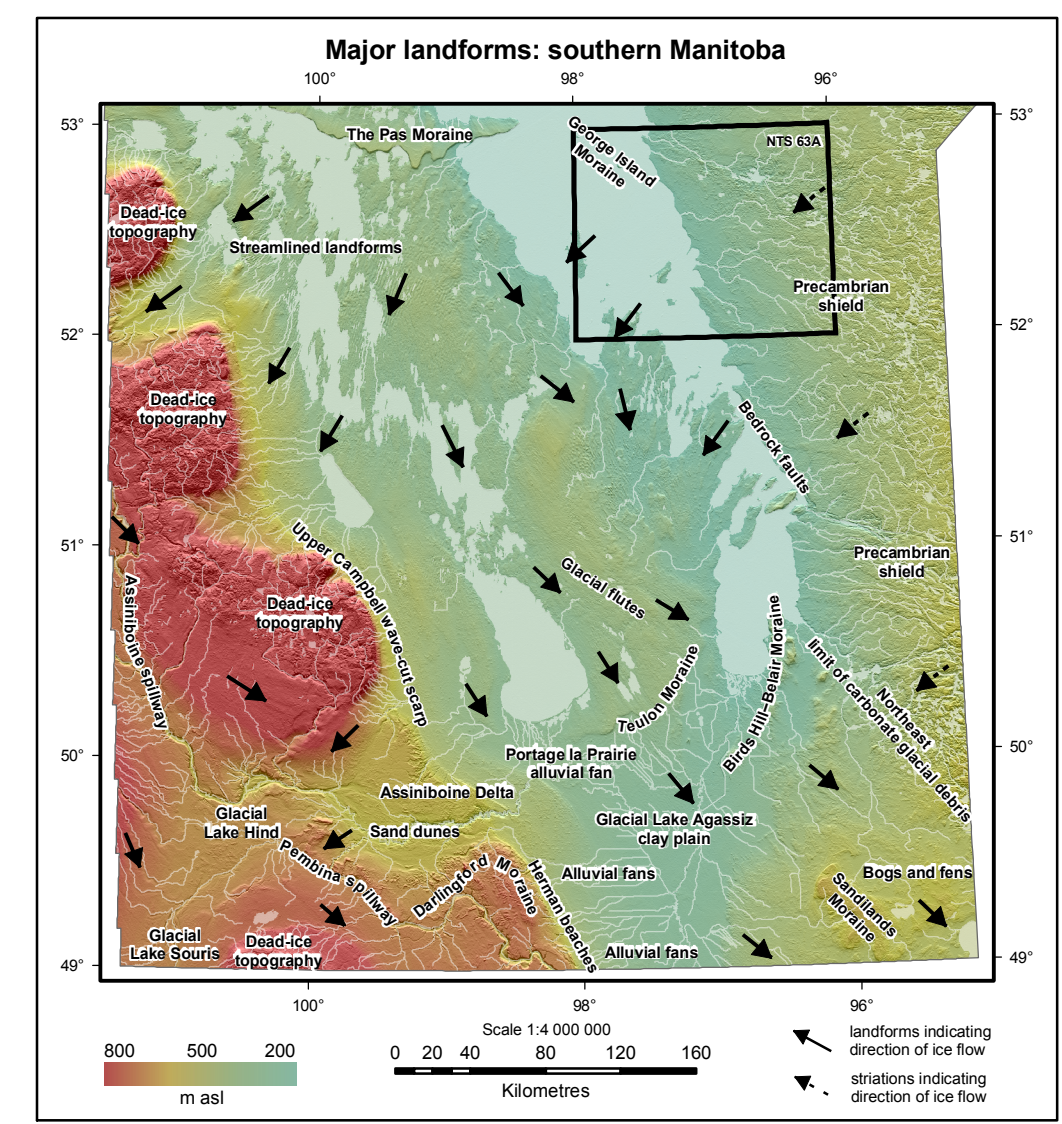 Major landforms: southern Manitoba
100°
98°
96°
53°
53°
The Pas Moraine
George Island
Moraine
NTS 63A
Dead-ice
topography
Streamlined landforms
Precambrian
shield
52°
52°
Dead-ice
topography
Bedrock faults
51°
51°
Upper Campbell wave-cut scarp
Glacial flutes
Precambrian
shield
Assiniboine spillway
Dead-ice
topography
Teulon Moraine
Birds Hill–Belair Moraine
Northeast
limit of carbonate glacial debris
50°
50°
Portage la Prairie
alluvial fan
Assiniboine Delta
Glacial
Lake Hind
Sand dunes
Glacial Lake Agassiz
clay plain
Pembina spillway
Darlingford Moraine
Herman beaches
Alluvial fans
Bogs and fens
Sandilands
Moraine
Glacial
Lake Souris
Dead-ice
topography
Alluvial fans
49°
49°
100°
98°
96°
800 500 200
m asl
Scale 1:4 000 000
0 20 40 80 120 160
Kilometres
landforms indicating
direction of ice flow
striations indicating
direction of ice flow